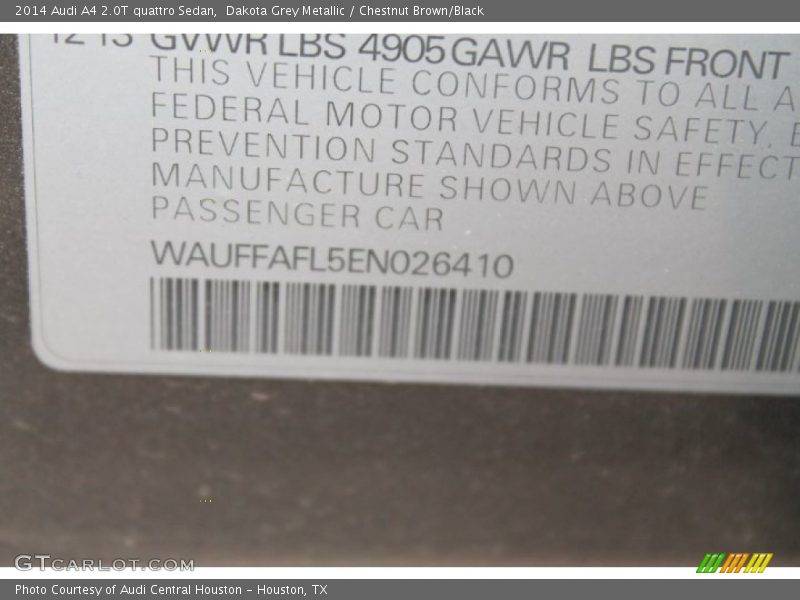 2014 Audi A4 2.0T quattro Sedan,  Dakota Grey Metallic / Chestnut Brown/Black
12 13 GVWR LBS 4905 GAWR LBS FRONT
THIS VEHICLE CONFORMS TO ALL A
FEDERAL MOTOR VEHICLE SAFETY,
PREVENTION STANDARDS IN EFFECT
MANUFACTURE SHOWN ABOVE
PASSENGER CAR
WAUFFAFL5EN026410
GTCARLOT.COM
Photo Courtesy of Audi Central Houston – Houston, TX